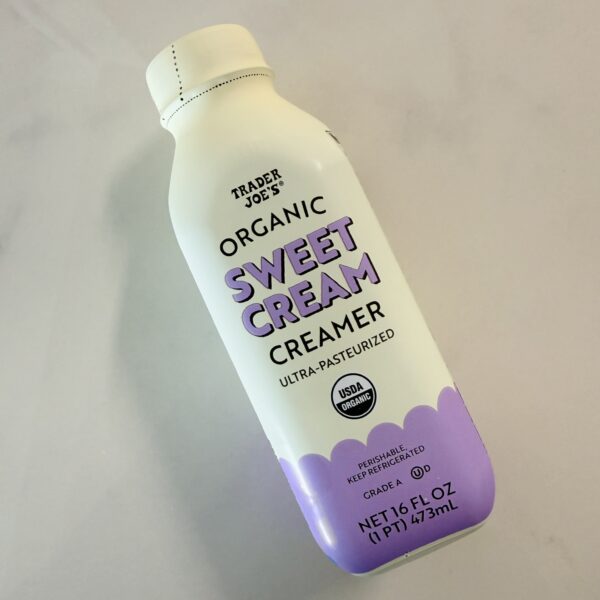 TRADER
JOE'S®
ORGANIC
SWEET
CREAM
CREAMER
ULTRA-PASTEURIZED
USDA
ORGANIC
PERISHABLE,
KEEP REFRIGERATED
GRADE A Ⓤ D
NET 16 FL OZ
(1 PT) 473mL